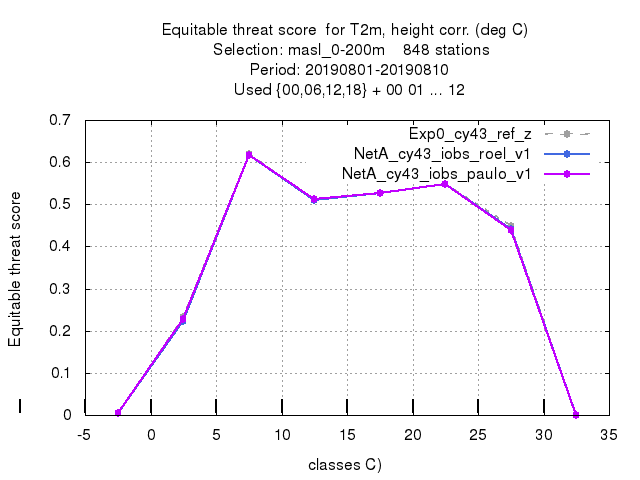 Equitable threat score  for T2m, height corr. (deg C)
Selection: masl_0-200m    848 stations
Period: 20190801-20190810
Used {00,06,12,18} + 00 01 ... 12
Exp0_cy43_ref_z
NetA_cy43_iobs_roel_v1
NetA_cy43_iobs_paulo_v1
Equitable threat score
0.7
0.6
0.5
0.4
0.3
0.2
0.1
0
-5 0 5 10 15 20 25 30 35
classes C)